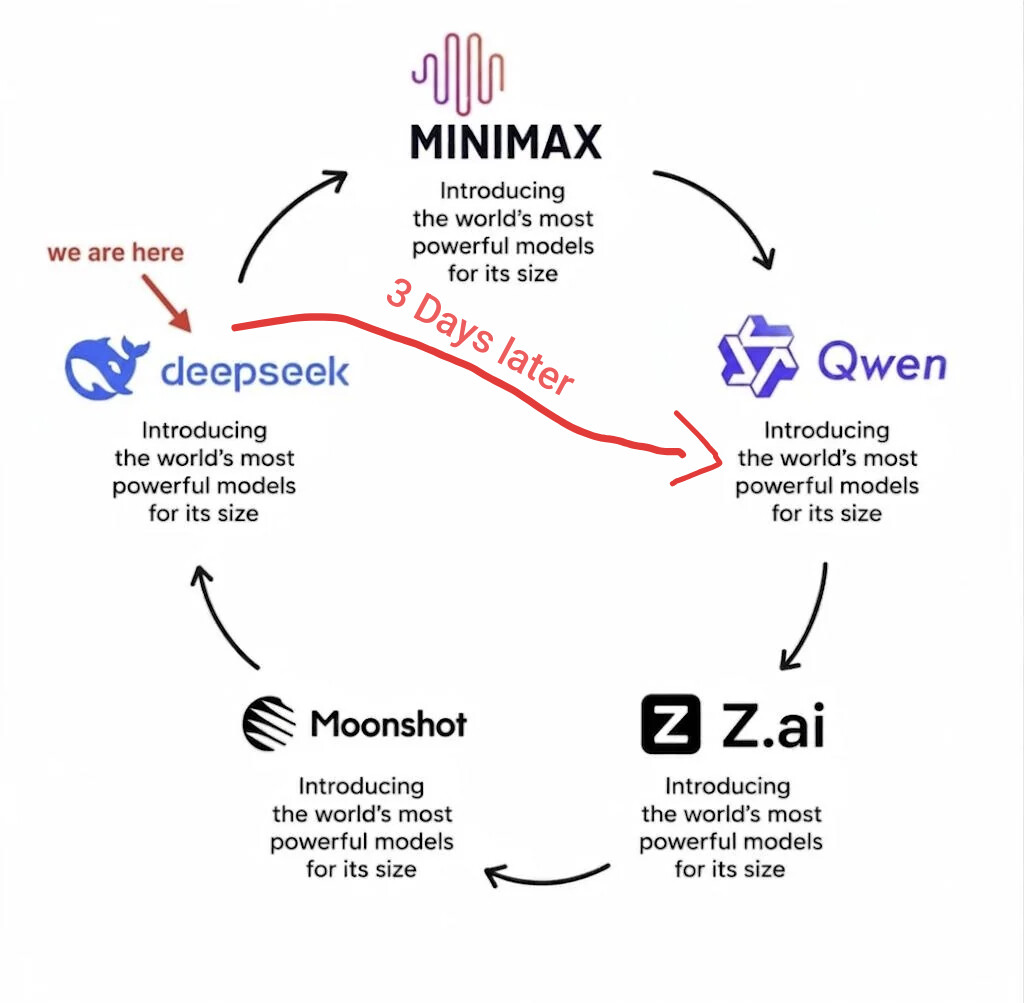 MINIMAX
Introducing
the world's most
powerful models
for its size
we are here
3 Days later
deepseek
Introducing
the world's most
powerful models
for its size
Qwen
Introducing
the world's most
powerful models
for its size
Moonshot
Introducing
the world's most
powerful models
for its size
Z Z.ai
Introducing
the world's most
powerful models
for its size